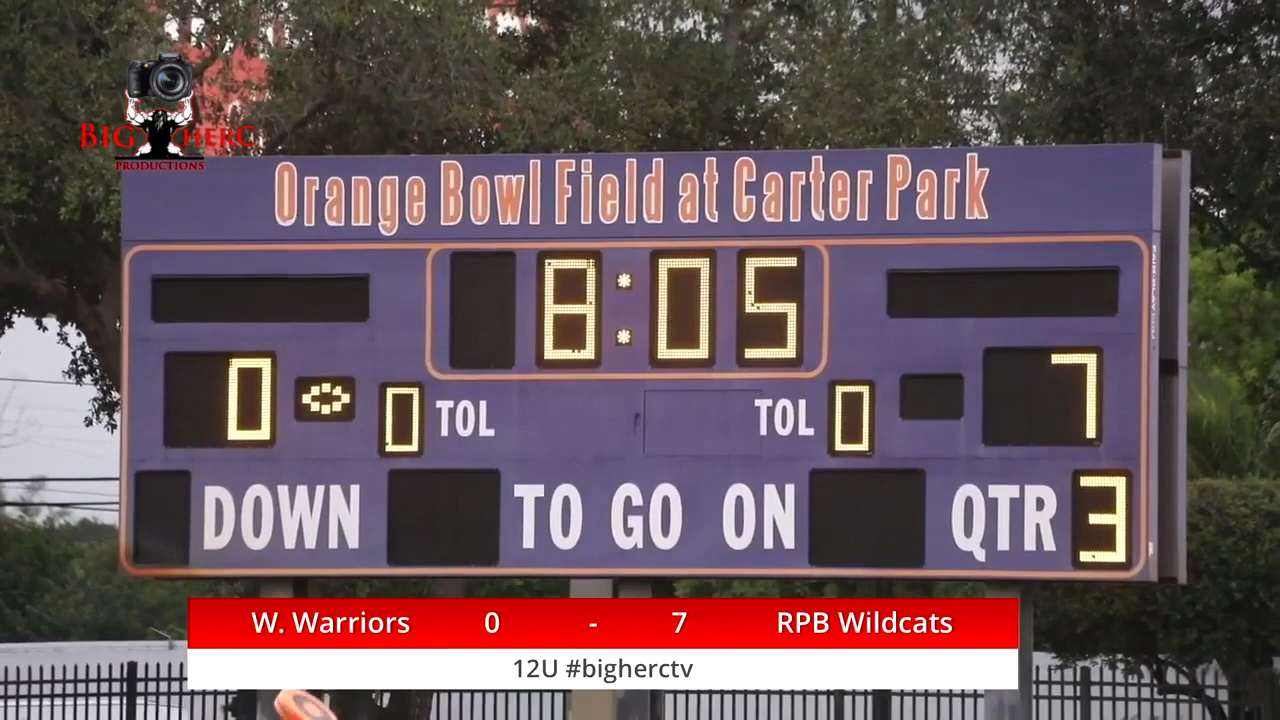 BIG HERC
PRODUCTIONS
Orange Bowl Field at Carter Park
8:05
0 0 TOL TOL 0 7
DOWN TO GO ON QTR 3
W. Warriors 0 - 7 RPB Wildcats
12U #bigherctv